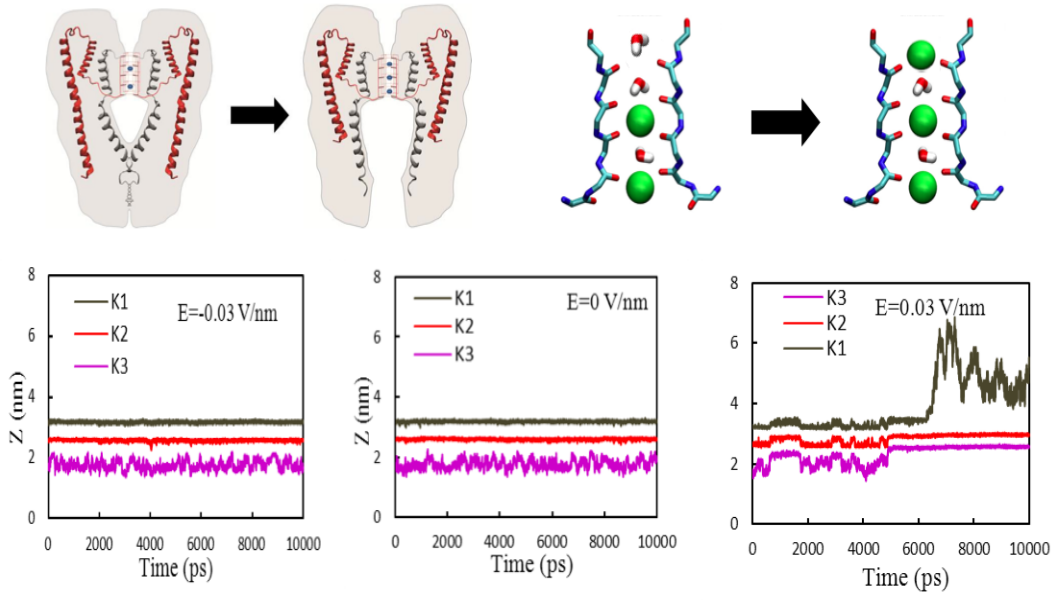 8
6
4
2
0
Z (nm)
K1
K2
K3
E=-0.03 V/nm
0 2000 4000 6000 8000 10000
Time (ps)
8
6
4
2
0
K1
K2
K3
E=0 V/nm
0 2000 4000 6000 8000 10000
Time (ps)
8
6
4
2
0
K3
K2
K1
E=0.03 V/nm
0 2000 4000 6000 8000 10000
Time (ps)